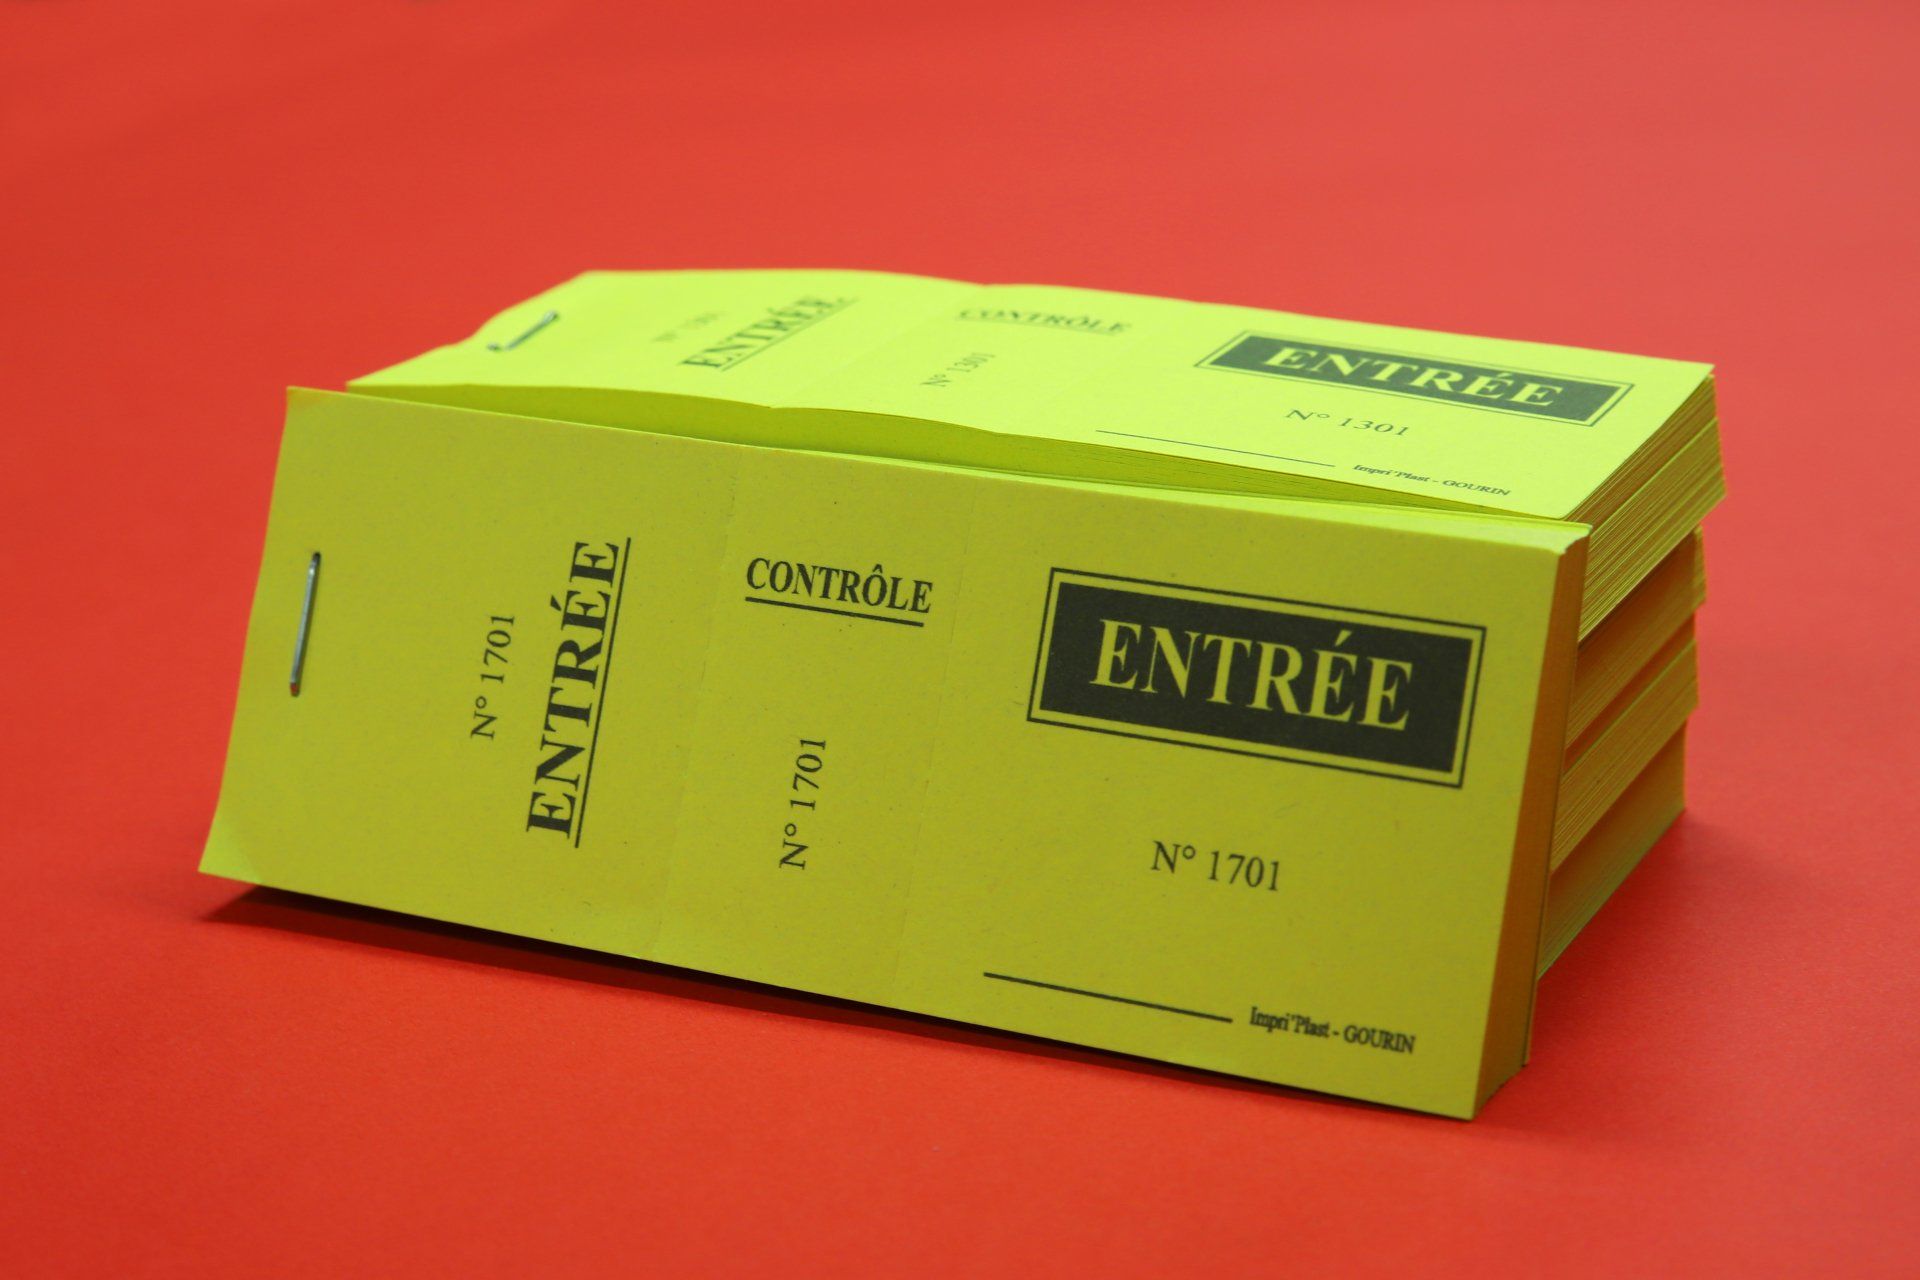 N° 1301
ENTRÉE
CONTRÔLE
N° 1301
ENTRÉE
N° 1301
Impri'Plast - GOURIN
N° 1701
ENTRÉE
CONTRÔLE
N° 1701
ENTRÉE
N° 1701
Impri'Plast - GOURIN